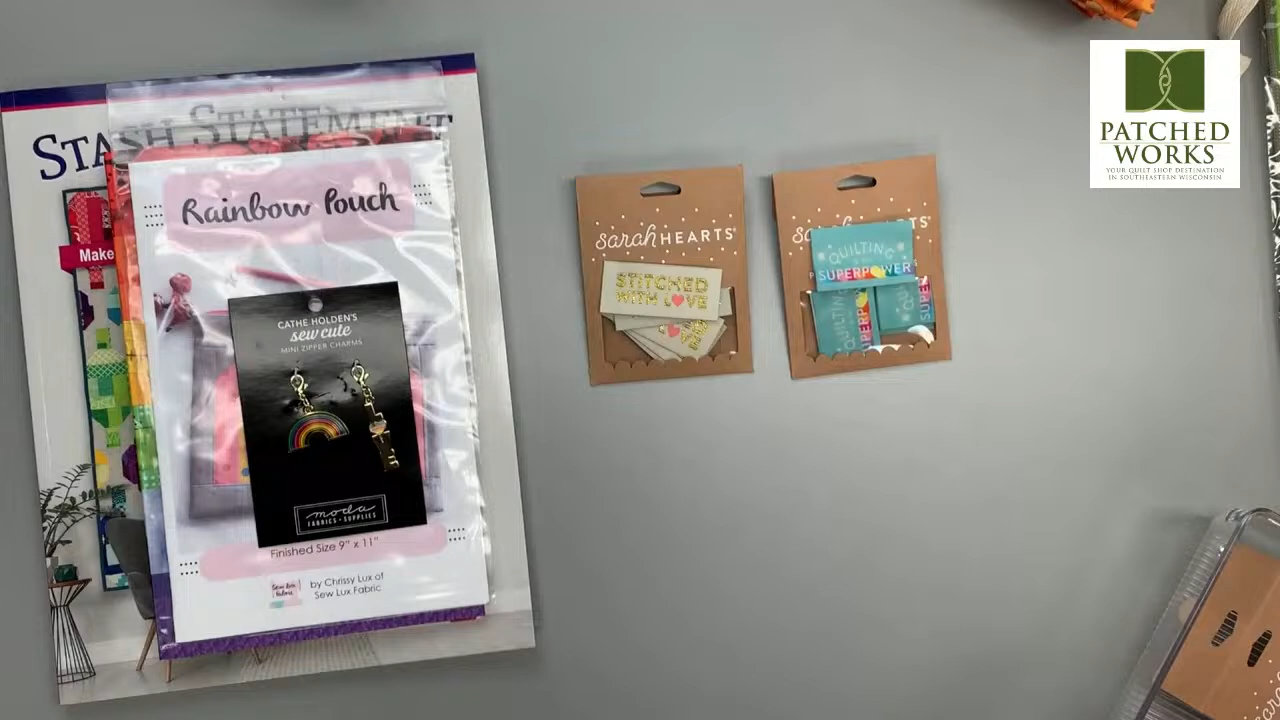 STASH STATEMENT
Make
Rainbow Pouch
CATHE HOLDEN'S
sew cute
MINI ZIPPER CHARMS
moda
FABRICS + SUPPLIES
Finished Size 9" x 11"
by Chrissy Lux of
Sew Lux Fabric
sarah HEARTS
STITCHED
WITH LOVE
QUILTING
SUPERPOWER
PATCHED
WORKS
YOUR QUILT SHOP DESTINATION
IN SOUTHEASTERN WISCONSIN